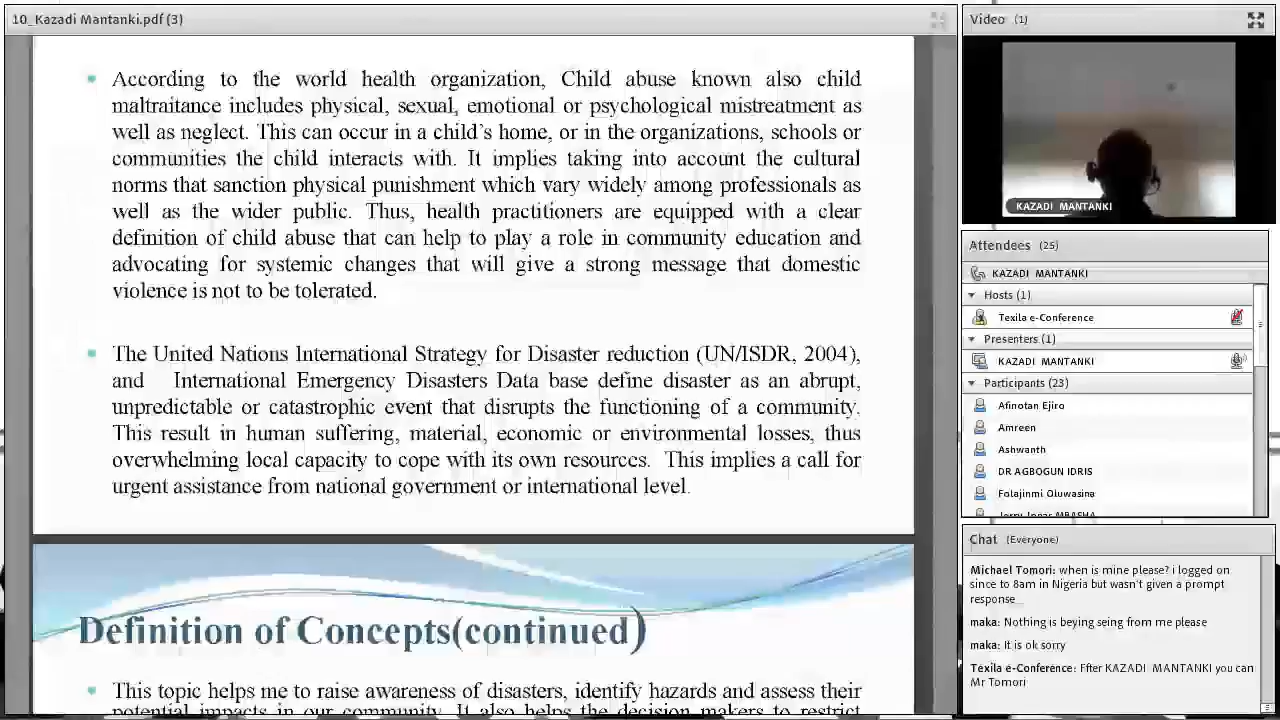 10_Kazadi Mantanki.pdf (3)
According to the world health organization, Child abuse known also child
maltraitance includes physical, sexual, emotional or psychological mistreatment as
well as neglect. This can occur in a child's home, or in the organizations, schools or
communities the child interacts with. It implies taking into account the cultural
norms that sanction physical punishment which vary widely among professionals as
well as the wider public. Thus, health practitioners are equipped with a clear
definition of child abuse that can help to play a role in community education and
advocating for systemic changes that will give a strong message that domestic
violence is not to be tolerated.
The United Nations International Strategy for Disaster reduction (UN/ISDR, 2004),
and International Emergency Disasters Data base define disaster as an abrupt,
unpredictable or catastrophic event that disrupts the functioning of a community.
This result in human suffering, material, economic or environmental losses, thus
overwhelming local capacity to cope with its own resources. This implies a call for
urgent assistance from national government or international level.
Definition of Concepts(continued)
This topic helps me to raise awareness of disasters, identify hazards and assess their
potential impacts in our community. It also helps the decision makers to restrict
Video (1)
KAZADI MANTANKI
Attendees (25)
KAZADI MANTANKI
Hosts (1)
Texila e-Conference
Presenters (1)
KAZADI MANTANKI
Participants (23)
Afinotan Ejiro
Amreen
Ashwanth
DR AGBOGUN IDRIS
Folajinmi Oluwasina
Chat (Everyone)
Michael Tomori: when is mine please? i logged on
since to 8am in Nigeria but wasn't given a prompt
response
maka: Nothing is beying seing from me please
maka: It is ok sorry
Texila e-Conference: Ffter KAZADI MANTANKI you can
Mr Tomori